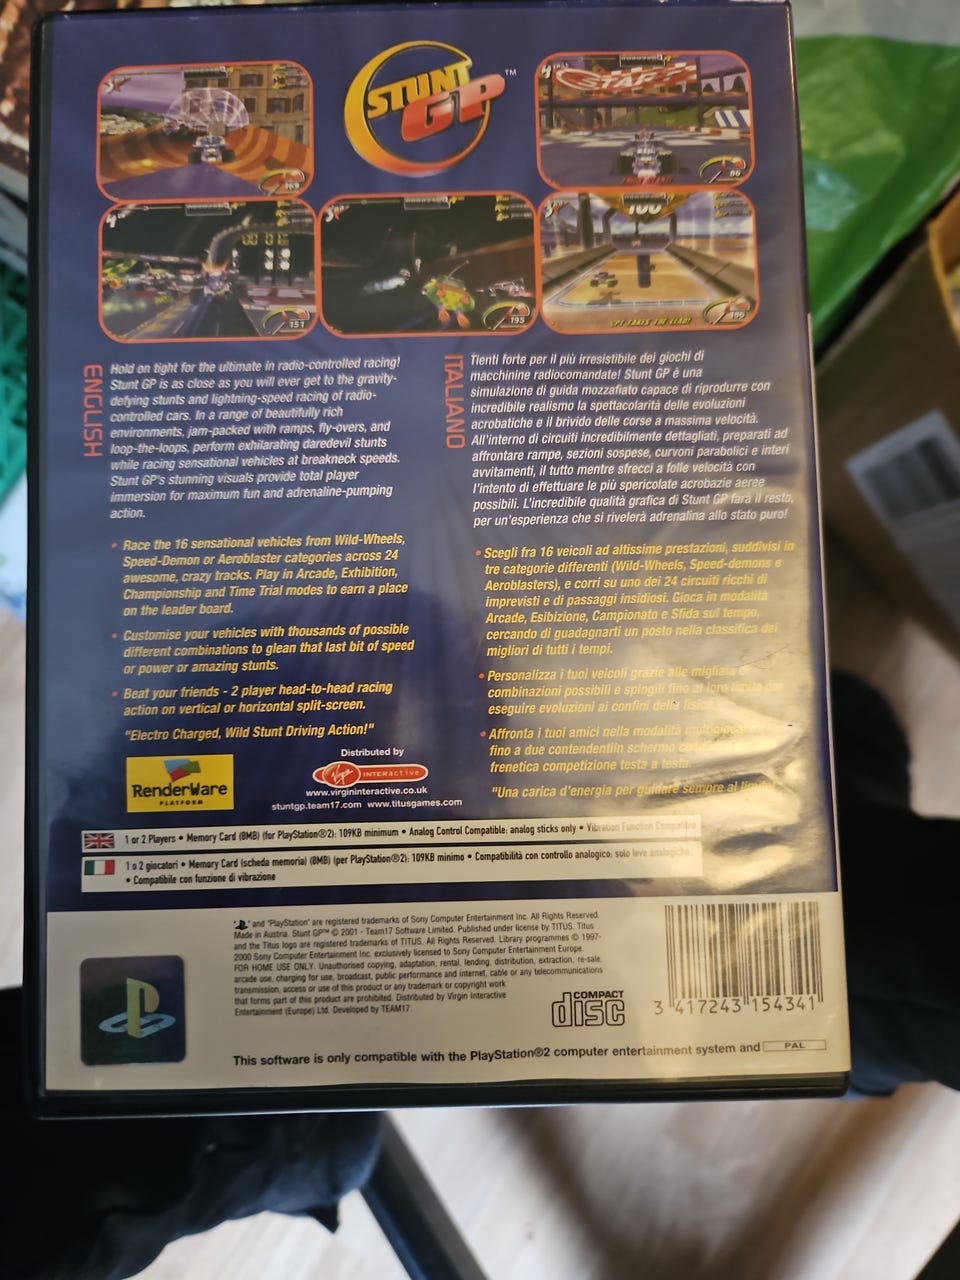 STUNT
GP™
START
169
86
151
195
100
196
ENGLISH
Hold on tight for the ultimate in radio-controlled racing!
Stunt GP is as close as you will ever get to the gravity-
defying stunts and lightning-speed racing of radio-
controlled cars. In a range of beautifully rich
environments, jam-packed with ramps, fly-overs, and
loop-the-loops, perform exhilarating daredevil stunts
while racing sensational vehicles at breakneck speeds.
Stunt GP's stunning visuals provide total player
immersion for maximum fun and adrenaline-pumping
action.
• Race the 16 sensational vehicles from Wild-Wheels,
Speed-Demon or Aeroblaster categories across 24
awesome, crazy tracks. Play in Arcade, Exhibition,
Championship and Time Trial modes to earn a place
on the leader board.
• Customise your vehicles with thousands of possible
different combinations to glean that last bit of speed
or power or amazing stunts.
• Beat your friends - 2 player head-to-head racing
action on vertical or horizontal split-screen.
"Electro Charged, Wild Stunt Driving Action!"
ITALIANO
Tienti forte per il più irresistibile dei giochi di
macchinine radiocomandate! Stunt GP è una
simulazione di guida mozzafiato capace di riprodurre con
incredibile realismo la spettacolarità delle evoluzioni
acrobatiche e il brivido delle corse a massima velocità.
All'interno di circuiti incredibilmente dettagliati, preparati ad
affrontare rampe, sezioni sospese, curvoni parabolici e interi
avvitamenti, il tutto mentre sfrecci a folle velocità con
l'intento di effettuare le più spericolate acrobazie aeree
possibili. L'incredibile qualità grafica di Stunt GP farà il resto,
per un'esperienza che si rivelerà adrenalina allo stato puro!
• Scegli fra 16 veicoli ad altissime prestazioni, suddivisi in
tre categorie differenti (Wild-Wheels, Speed-demons e
Aeroblasters), e corri su uno dei 24 circuiti ricchi di
imprevisti e di passaggi insidiosi. Gioca in modalità
Arcade, Esibizione, Campionato e Sfida sul tempo,
cercando di guadagnarti un posto nella classifica dei
migliori di tutti i tempi.
• Personalizza i tuoi veicoli grazie alle migliaia di
combinazioni possibili e spingili fino al loro limite per
eseguire evoluzioni ai confini della fisica
• Affronta i tuoi amici nella modalità
fino a due contendentiin schermo
frenetica competizione testa a testa.
"Una carica d'energia per guidare sempre al
RenderWare
PLATFORM
Distributed by
Virgin INTERactive
www.virgininteractive.co.uk
stuntgp.team17.com www.titusgames.com
1 or 2 Players • Memory Card (8MB) (for PlayStation®2): 109KB minimum • Analog Control Compatible: analog sticks only • Vibration Function Compatible
1 o 2 giocatori • Memory Card (scheda memoria) (8MB) (per PlayStation®2): 109KB minimo • Compatibilità con controllo analogico: solo leve analogiche
• Compatibile con funzione di vibrazione
" " and "PlayStation" are registered trademarks of Sony Computer Entertainment Inc. All Rights Reserved.
Made in Austria. Stunt GP™ © 2001 - Team17 Software Limited. Published under license by TITUS. Titus
and the Titus logo are registered trademarks of TITUS. All Rights Reserved. Library programmes © 1997-
2000 Sony Computer Entertainment Inc. exclusively licensed to Sony Computer Entertainment Europe.
FOR HOME USE ONLY. Unauthorised copying, adaptation, rental, lending, distribution, extraction, re-sale,
arcade use, charging for use, broadcast, public performance and internet, cable or any telecommunications
transmission, access or use of this product or any trademark or copyright work
that forms part of this product are prohibited. Distributed by Virgin Interactive
Entertainment (Europe) Ltd. Developed by TEAM17.
COMPACT
disc
3 417243 154341
This software is only compatible with the PlayStation®2 computer entertainment system and PAL